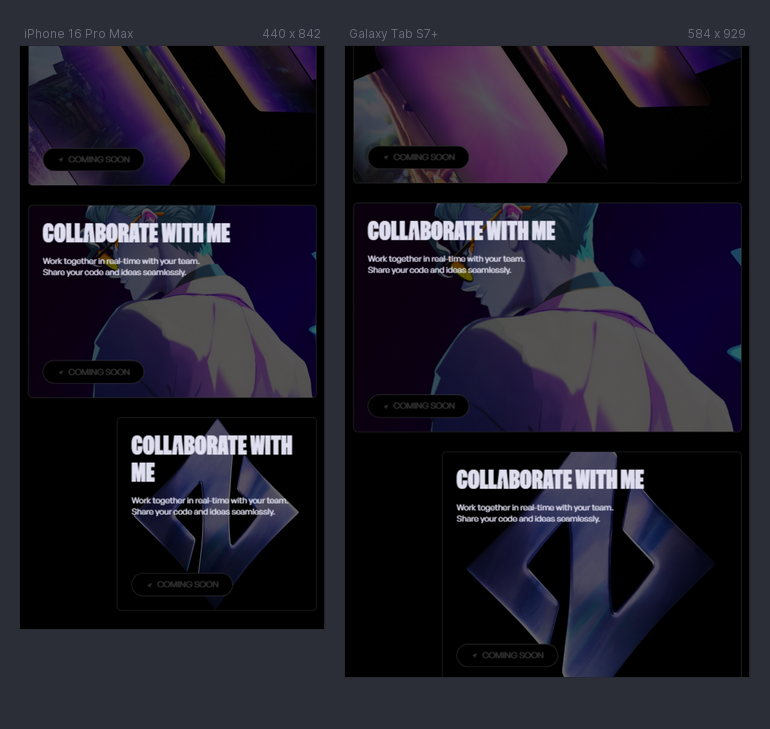 iPhone 16 Pro Max
440 x 842
COMING SOON
COLLABORATE WITH ME
Work together in real-time with your team.
Share your code and ideas seamlessly.
COMING SOON
COLLABORATE WITH
ME
Work together in real-time with your team.
Share your code and ideas seamlessly.
COMING SOON
Galaxy Tab S7+
584 x 929
COMING SOON
COLLABORATE WITH ME
Work together in real-time with your team.
Share your code and ideas seamlessly.
COMING SOON
COLLABORATE WITH ME
Work together in real-time with your team.
Share your code and ideas seamlessly.
COMING SOON